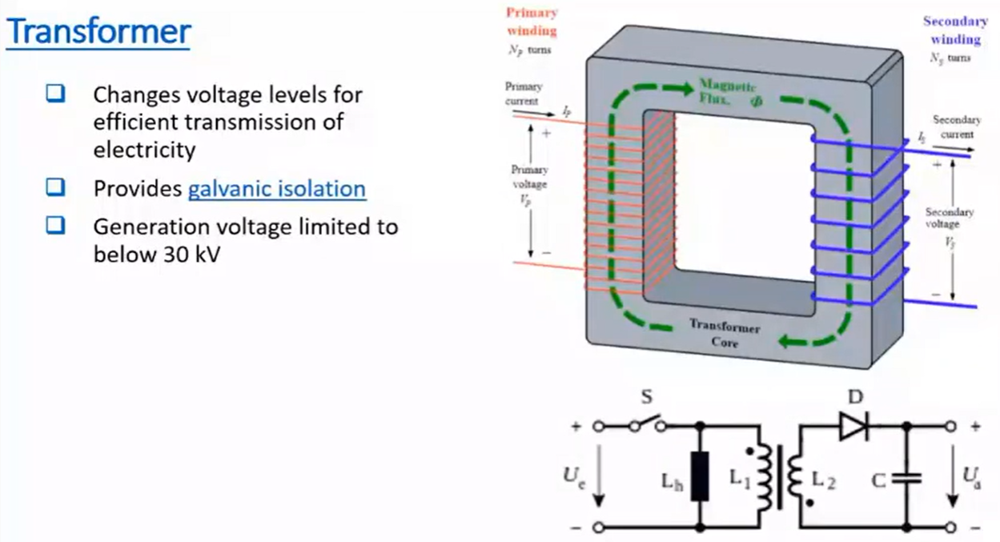 Transformer
Changes voltage levels for
efficient transmission of
electricity
Provides galvanic isolation
Generation voltage limited to
below 30 kV
Primary
winding
N_P turns
Primary
current
I_P
+
Primary
voltage
V_P
−
Magnetic
Flux, Φ
Transformer
Core
Secondary
winding
N_S turns
Secondary
current
I_S
+
Secondary
voltage
V_S
−
S
D
+
+
U_e
L_h
L_1
L_2
C
U_a
−
−